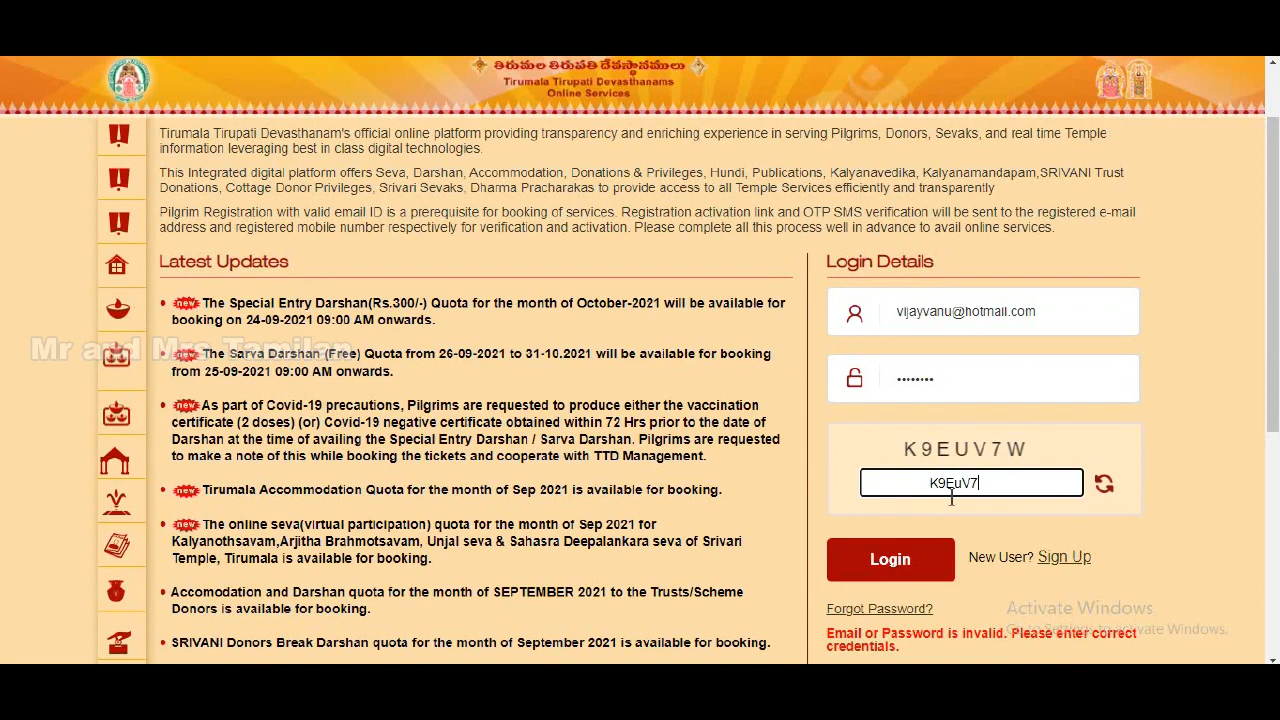 తిరుమల తిరుపతి దేవస్థానములు
Tirumala Tirupati Devasthanams
Online Services
Tirumala Tirupati Devasthanam's official online platform providing transparency and enriching experience in serving Pilgrims, Donors, Sevaks, and real time Temple
information leveraging best in class digital technologies.
This Integrated digital platform offers Seva, Darshan, Accommodation, Donations & Privileges, Hundi, Publications, Kalyanavedika, Kalyanamandapam,SRIVANI Trust
Donations, Cottage Donor Privileges, Srivari Sevaks, Dharma Pracharakas to provide access to all Temple Services efficiently and transparently
Pilgrim Registration with valid email ID is a prerequisite for booking of services. Registration activation link and OTP SMS verification will be sent to the registered e-mail
address and registered mobile number respectively for verification and activation. Please complete all this process well in advance to avail online services.
Latest Updates
new The Special Entry Darshan(Rs.300/-) Quota for the month of October-2021 will be available for
booking on 24-09-2021 09:00 AM onwards.
new The Sarva Darshan (Free) Quota from 26-09-2021 to 31-10.2021 will be available for booking
from 25-09-2021 09:00 AM onwards.
Mr and Mrs Tamilan
new As part of Covid-19 precautions, Pilgrims are requested to produce either the vaccination
certificate (2 doses) (or) Covid-19 negative certificate obtained within 72 Hrs prior to the date of
Darshan at the time of availing the Special Entry Darshan / Sarva Darshan. Pilgrims are requested
to make a note of this while booking the tickets and cooperate with TTD Management.
new Tirumala Accommodation Quota for the month of Sep 2021 is available for booking.
new The online seva(virtual participation) quota for the month of Sep 2021 for
Kalyanothsavam,Arjitha Brahmotsavam, Unjal seva & Sahasra Deepalankara seva of Srivari
Temple, Tirumala is available for booking.
Accomodation and Darshan quota for the month of SEPTEMBER 2021 to the Trusts/Scheme
Donors is available for booking.
SRIVANI Donors Break Darshan quota for the month of September 2021 is available for booking.
Login Details
vijayvanu@hotmail.com
••••••••
K9EUV7W
K9EuV7
Login
New User? Sign Up
Forgot Password?
Email or Password is invalid. Please enter correct
credentials.
Activate Windows
Go to Settings to activate Windows.